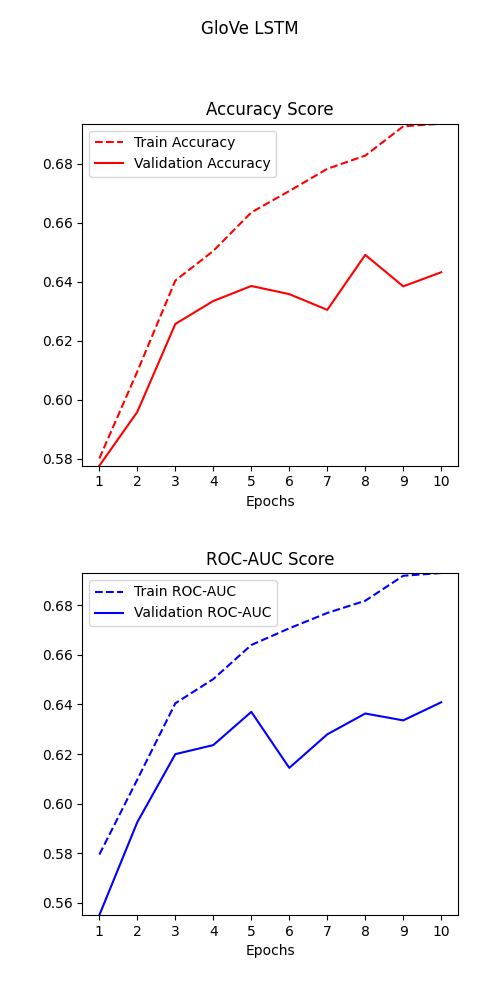 GloVe LSTM
Accuracy Score
Train Accuracy
Validation Accuracy
0.68
0.66
0.64
0.62
0.60
0.58
1 2 3 4 5 6 7 8 9 10
Epochs
ROC-AUC Score
Train ROC-AUC
Validation ROC-AUC
0.68
0.66
0.64
0.62
0.60
0.58
0.56
1 2 3 4 5 6 7 8 9 10
Epochs